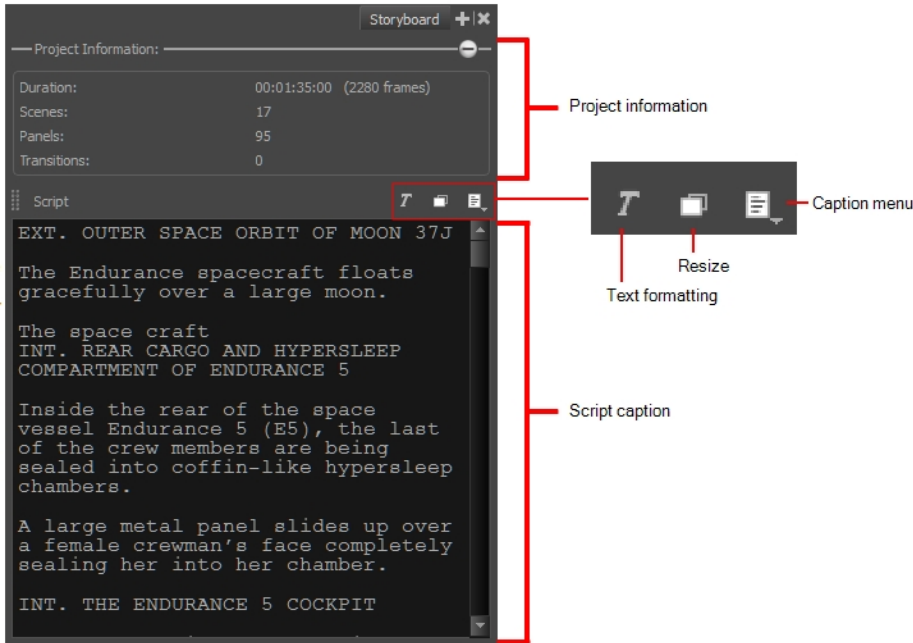 Storyboard
Project Information:
Duration: 00:01:35:00 (2280 frames)
Scenes: 17
Panels: 95
Transitions: 0
Project information
Script
T
T
Caption menu
Resize
Text formatting
EXT. OUTER SPACE ORBIT OF MOON 37J
The Endurance spacecraft floats
gracefully over a large moon.
The space craft
INT. REAR CARGO AND HYPERSLEEP
COMPARTMENT OF ENDURANCE 5
Inside the rear of the space
vessel Endurance 5 (E5), the last
of the crew members are being
sealed into coffin-like hypersleep
chambers.
A large metal panel slides up over
a female crewman's face completely
sealing her into her chamber.
INT. THE ENDURANCE 5 COCKPIT
Script caption